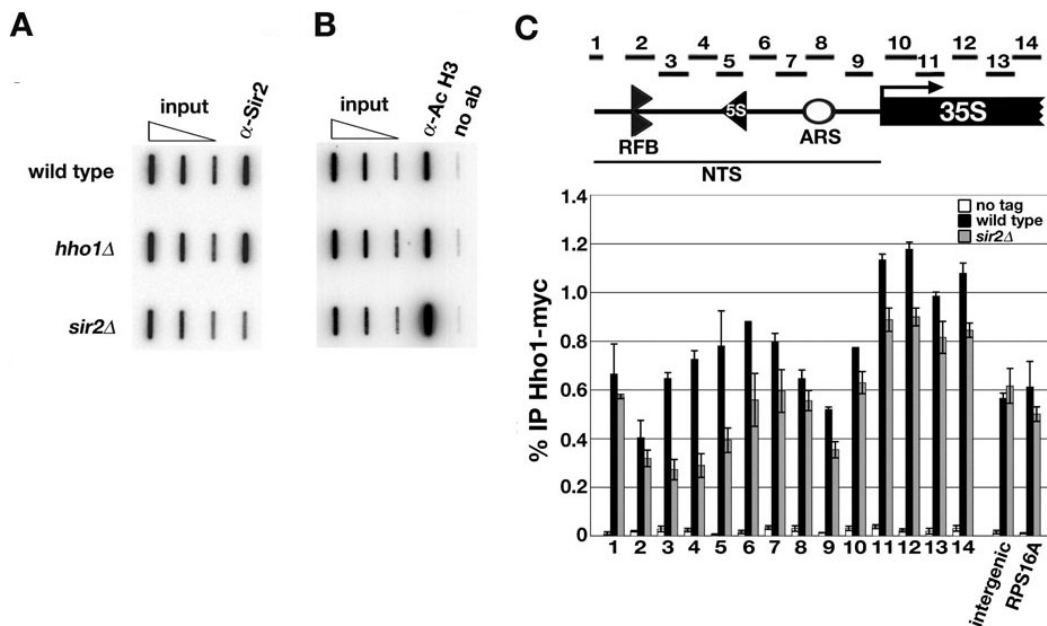 A
input
α-Sir2
wild type
hho1Δ
sir2Δ
B
input
α-Ac H3
no ab
C
1 2 3 4 5 6 7 8 9 10 11 12 13 14
RFB
5S
ARS
35S
NTS
% IP Hho1-myc
1.4
1.2
1.0
0.8
0.6
0.4
0.2
0
no tag
wild type
sir2Δ
1 2 3 4 5 6 7 8 9 10 11 12 13 14
intergenic
RPS16A